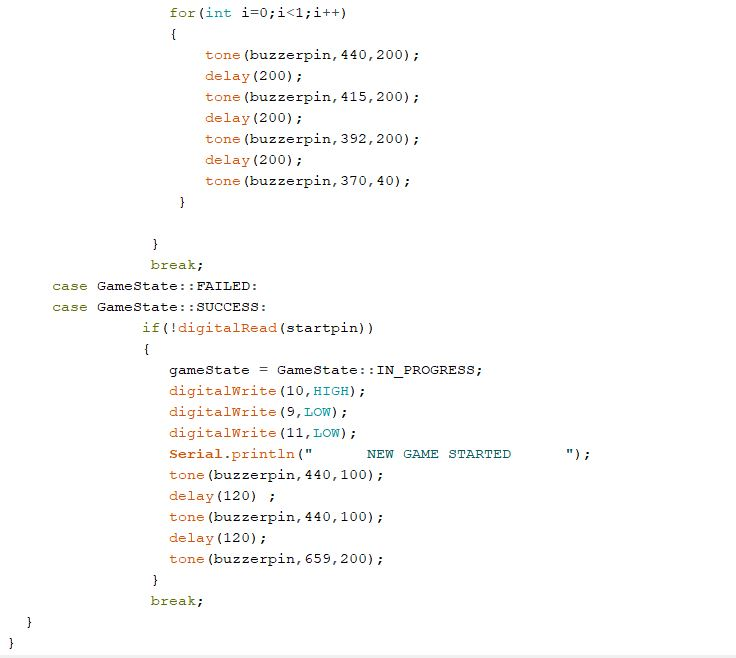 for(int i=0;i<1;i++)
{
tone(buzzerpin,440,200);
delay(200);
tone(buzzerpin,415,200);
delay(200);
tone(buzzerpin,392,200);
delay(200);
tone(buzzerpin,370,40);
}
}
break;
case GameState::FAILED:
case GameState::SUCCESS:
if(!digitalRead(startpin))
{
gameState = GameState::IN_PROGRESS;
digitalWrite(10,HIGH);
digitalWrite(9,LOW);
digitalWrite(11,LOW);
Serial.println("      NEW GAME STARTED      ");
tone(buzzerpin,440,100);
delay(120) ;
tone(buzzerpin,440,100);
delay(120);
tone(buzzerpin,659,200);
}
break;
}
}